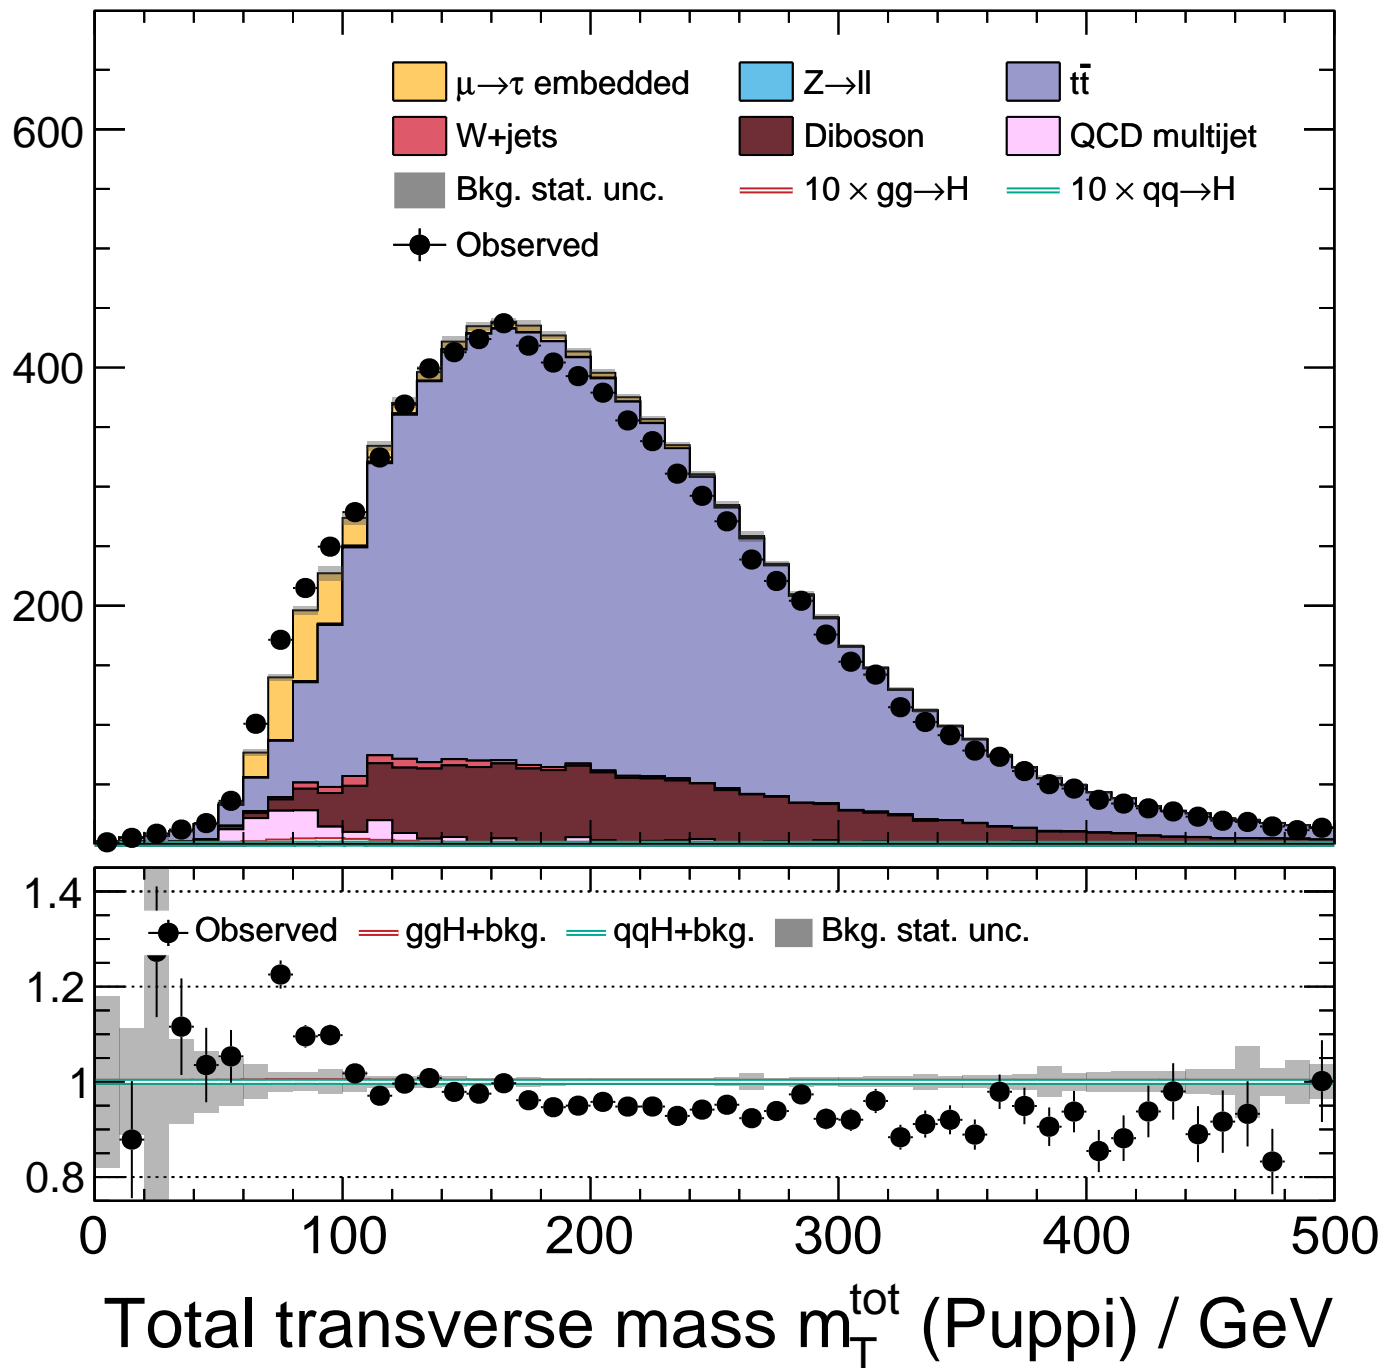 μ→τ embedded Z→ll tt̄
W+jets Diboson QCD multijet
Bkg. stat. unc. 10 × gg→H 10 × qq→H
Observed
600
400
200
1.4
Observed ggH+bkg. qqH+bkg. Bkg. stat. unc.
1.2
1
0.8
0 100 200 300 400 500
Total transverse mass m_T^tot (Puppi) / GeV